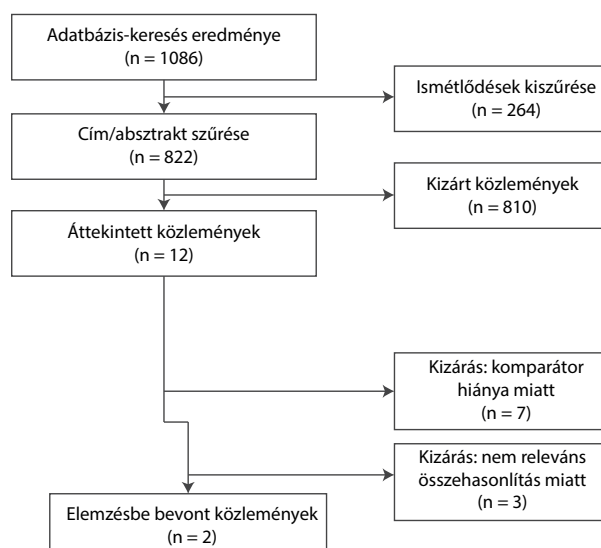 Adatbázis-keresés eredménye
(n = 1086)
Ismétlődések kiszűrése
(n = 264)
Cím/absztrakt szűrése
(n = 822)
Kizárt közlemények
(n = 810)
Áttekintett közlemények
(n = 12)
Kizárás: komparátor
hiánya miatt
(n = 7)
Kizárás: nem releváns
összehasonlítás miatt
(n = 3)
Elemzésbe bevont közlemények
(n = 2)